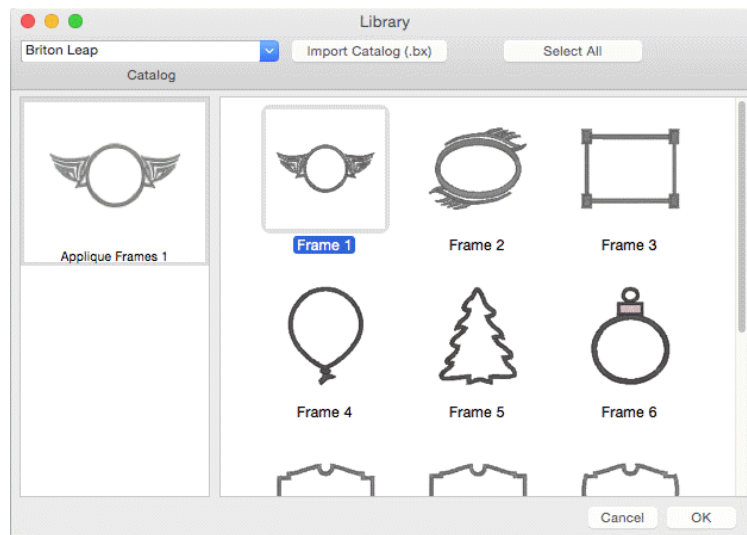 Library
Briton Leap
Import Catalog (.bx)
Select All
Catalog
Applique Frames 1
Frame 1
Frame 2
Frame 3
Frame 4
Frame 5
Frame 6
Cancel
OK